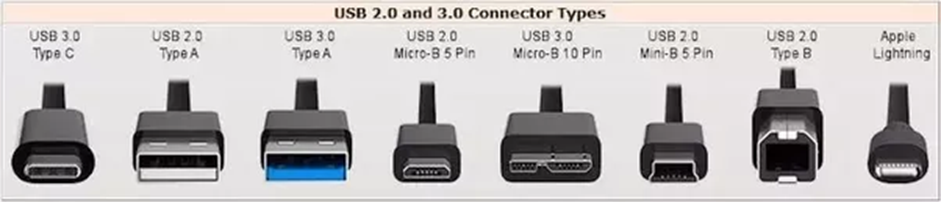 USB 2.0 and 3.0 Connector Types
USB 3.0
Type C
USB 2.0
Type A
USB 3.0
Type A
USB 2.0
Micro-B 5 Pin
USB 3.0
Micro-B 10 Pin
USB 2.0
Mini-B 5 Pin
USB 2.0
Type B
Apple
Lightning